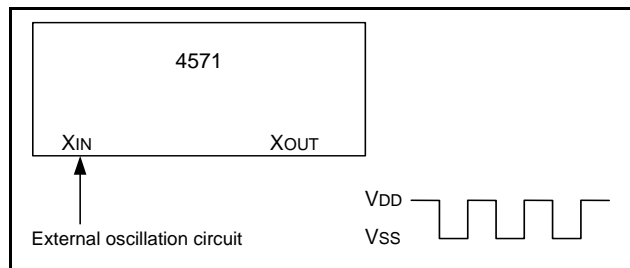 4571
XIN XOUT
External oscillation circuit
VDD
VSS